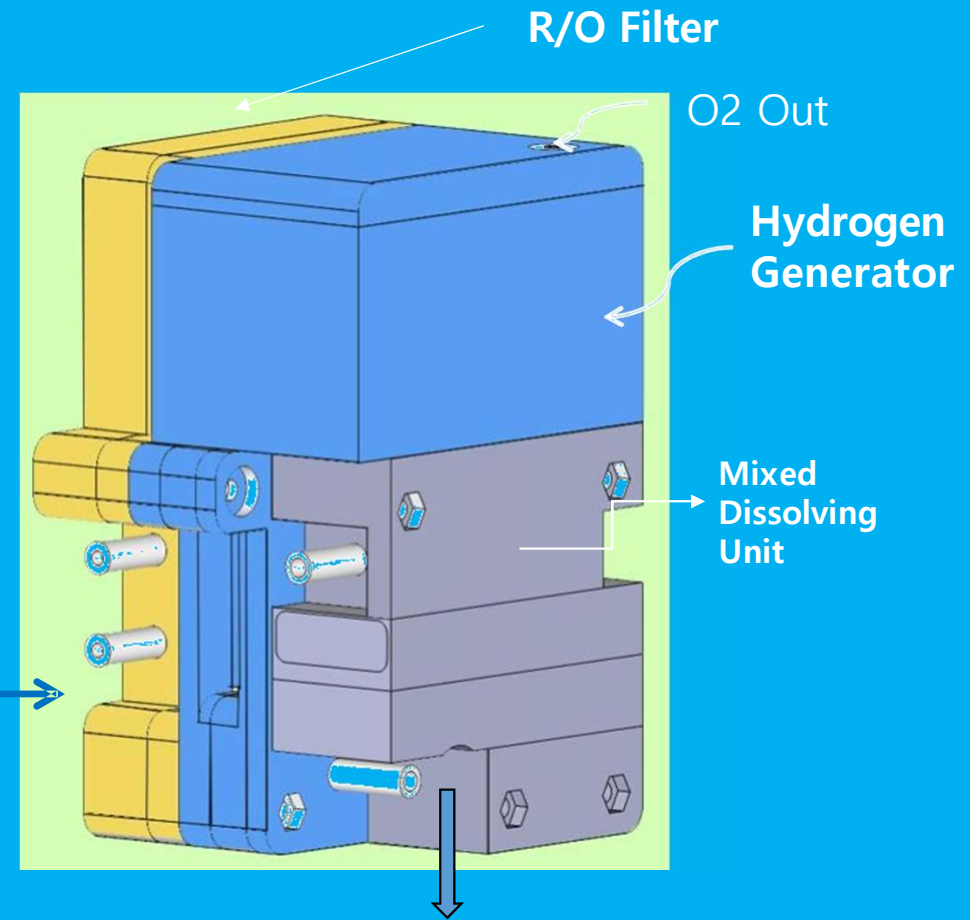 R/O Filter
O2 Out
Hydrogen
Generator
Mixed
Dissolving
Unit